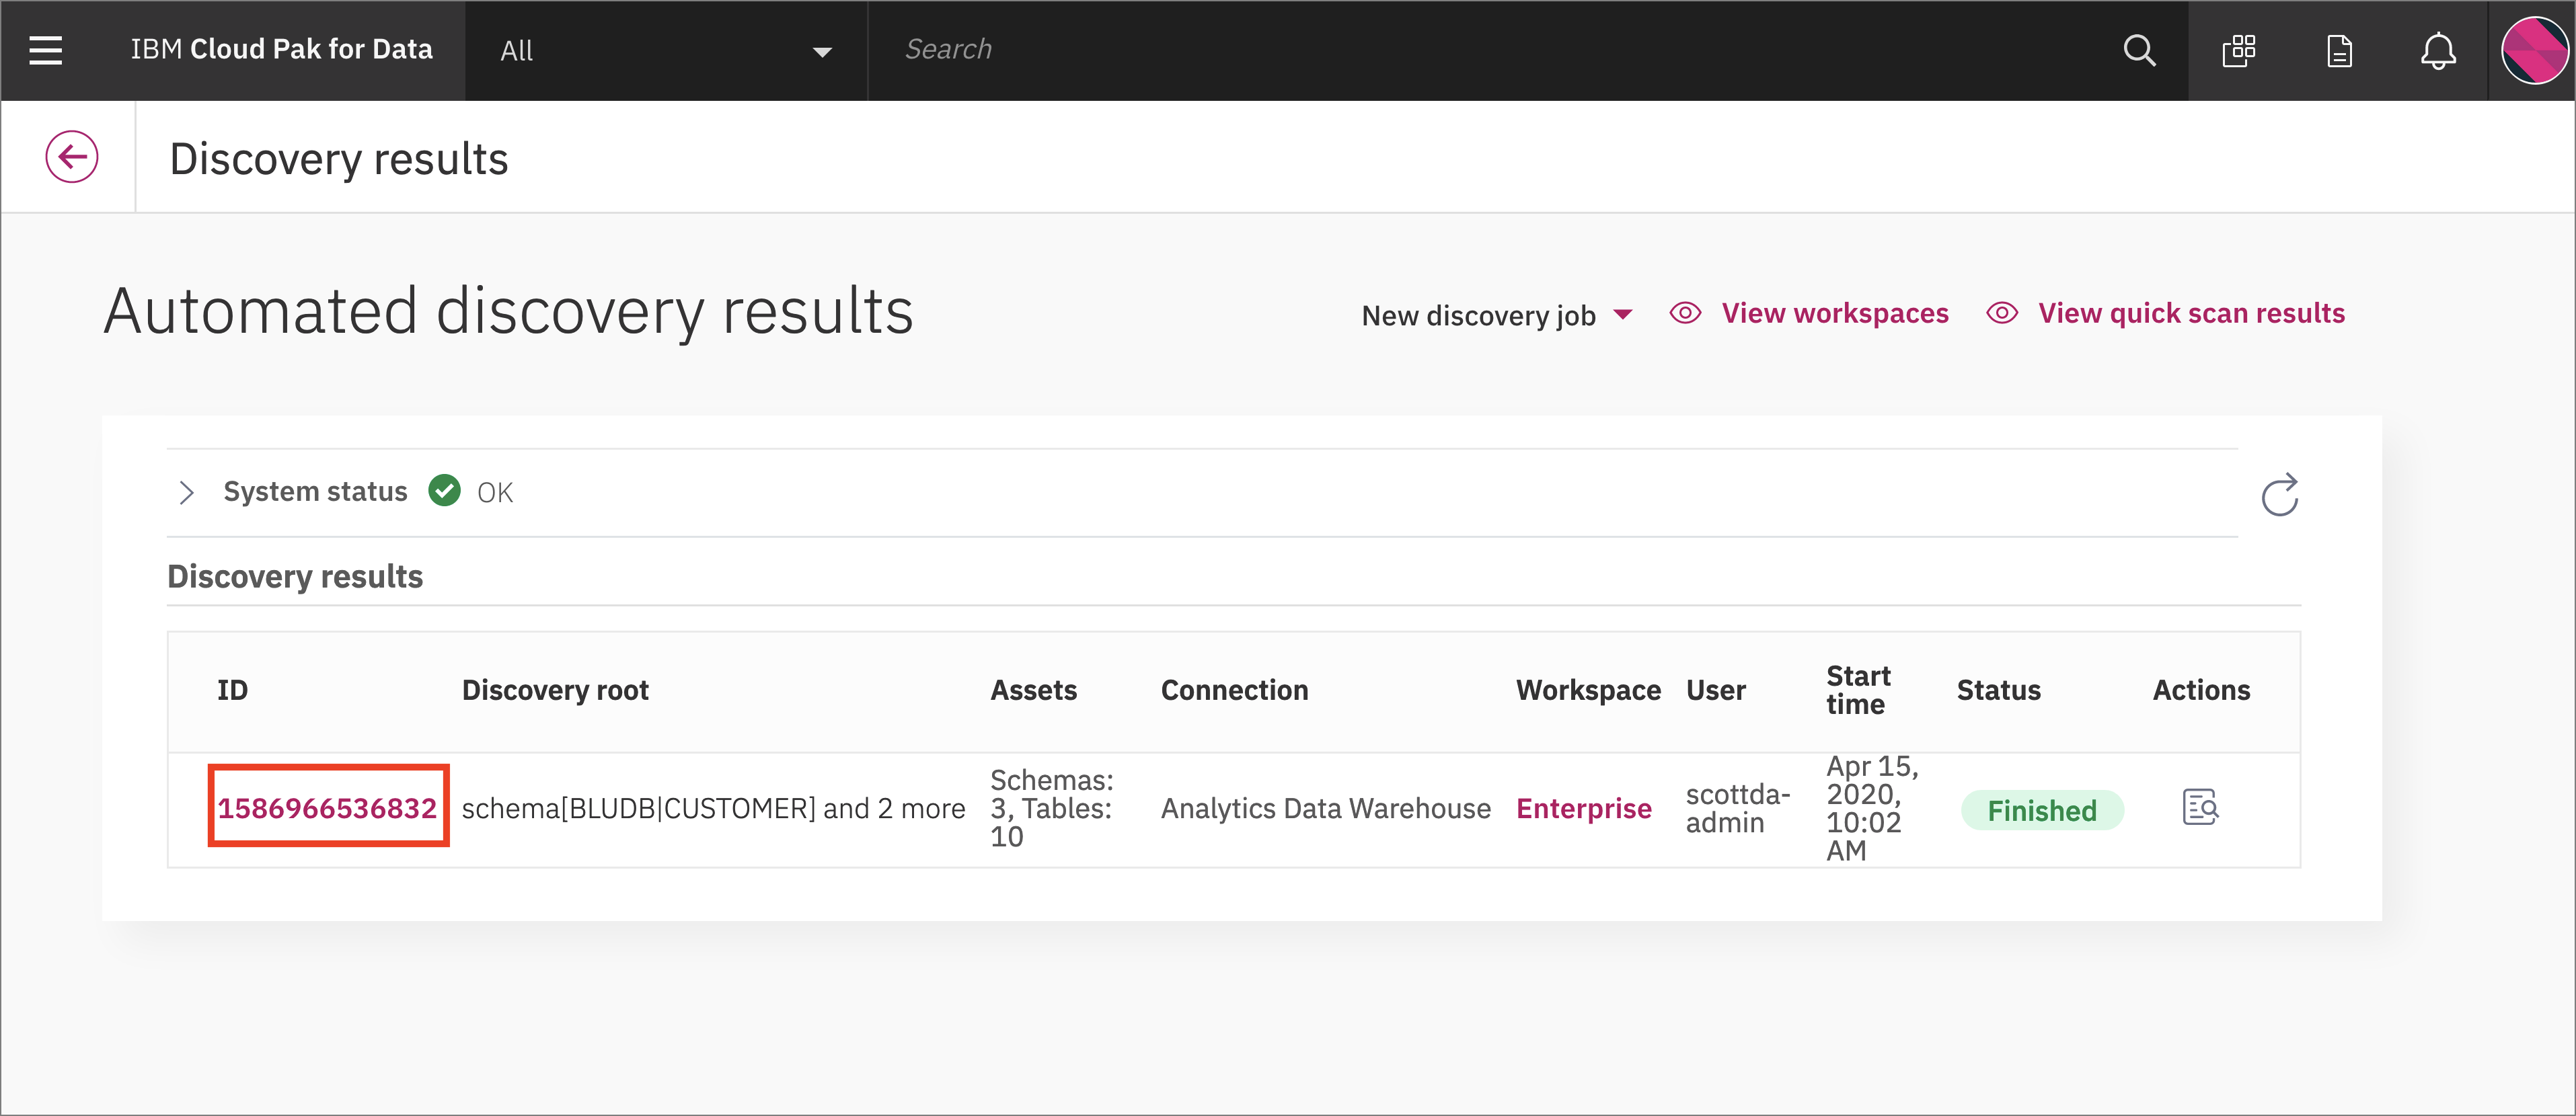 IBM Cloud Pak for Data
All
Search
Discovery results
Automated discovery results
New discovery job
View workspaces
View quick scan results
System status OK
Discovery results
ID Discovery root Assets Connection Workspace User Start time Status Actions
1586966536832
schema[BLUDB|CUSTOMER] and 2 more
Schemas:
3, Tables:
10
Analytics Data Warehouse
Enterprise
scottda-
admin
Apr 15,
2020,
10:02
AM
Finished